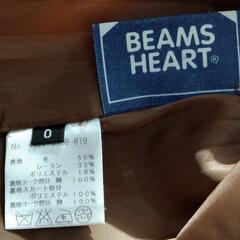 BEAMS
HEART®
0
表地 毛 50%
レーヨン 32%
ポリエステル 18%
表地ヨーク部分 綿 100%
裏地スカート部分
ポリエステル 100%
裏地ヨーク部分 綿 100%